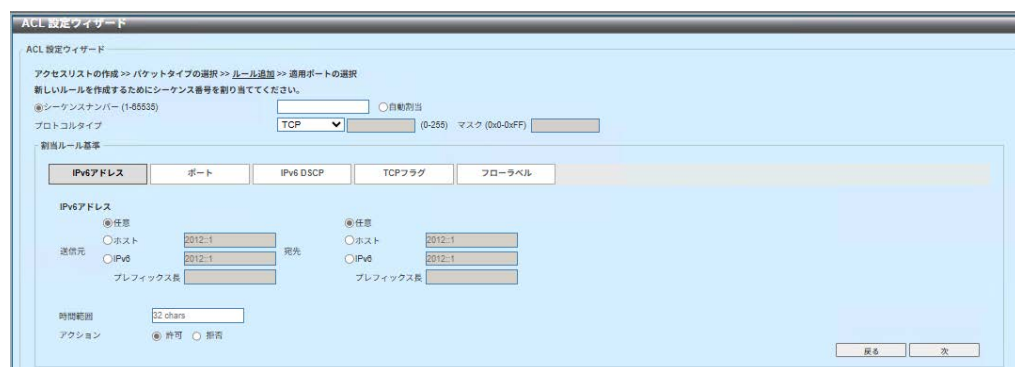 ACL 設定ウィザード
ACL 設定ウィザード
アクセスリストの作成 >> パケットタイプの選択 >> ルール追加 >> 適用ポートの選択
新しいルールを作成するためにシーケンス番号を割り当ててください。
シーケンスナンバー (1-65535) 自動割当
プロトコルタイプ TCP (0-255) マスク (0x0-0xFF)
割当ルール基準
IPv6アドレス ポート IPv6 DSCP TCPフラグ フローラベル
IPv6アドレス
任意 任意
送信元 ホスト 2012::1 宛先 ホスト 2012::1
IPv6 2012::1 IPv6 2012::1
プレフィックス長 プレフィックス長
時間範囲 32 chars
アクション 許可 拒否
戻る 次